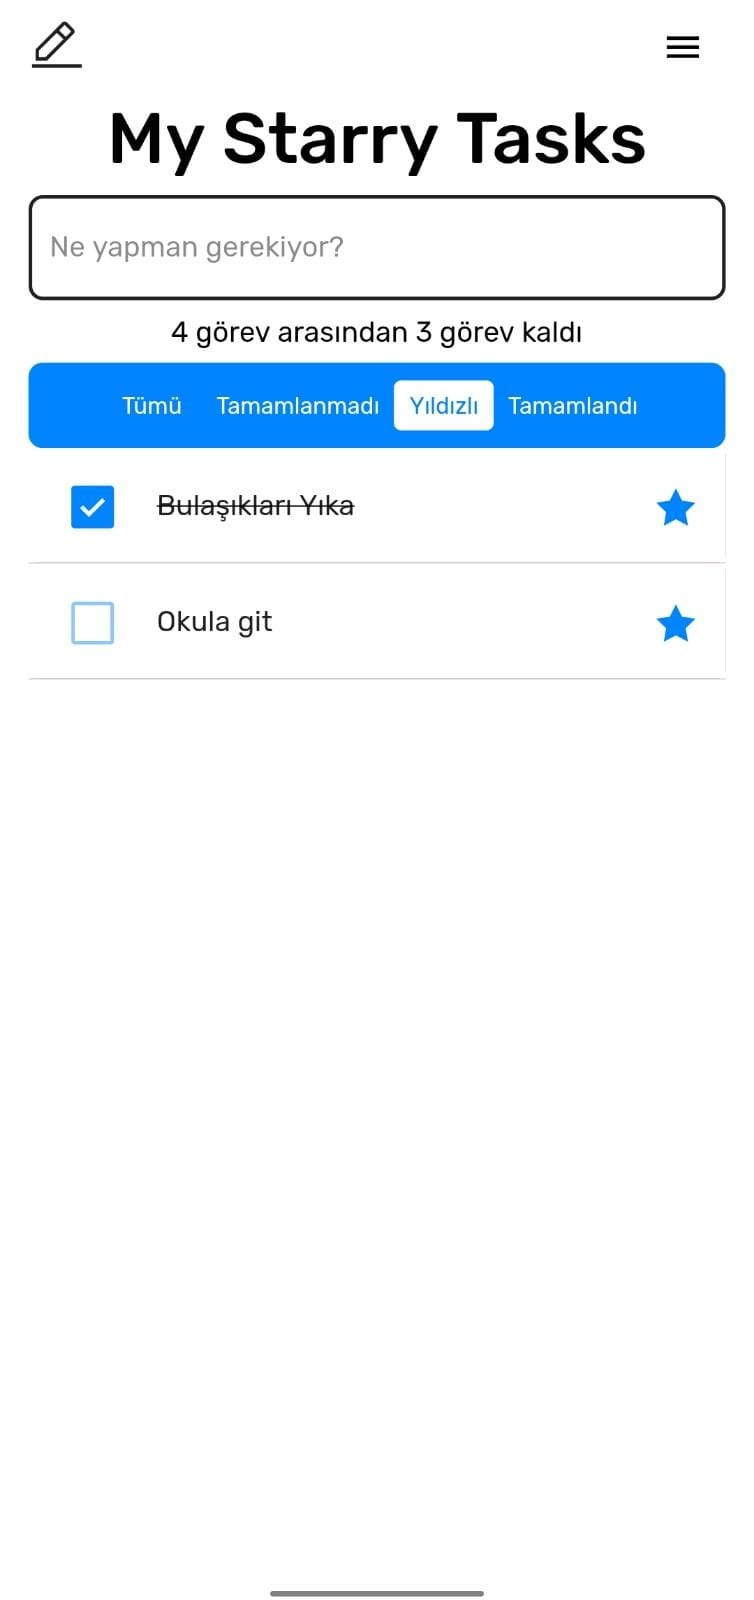 My Starry Tasks
Ne yapman gerekiyor?
4 görev arasından 3 görev kaldı
Tümü Tamamlanmadı Yıldızlı Tamamlandı
Bulaşıkları Yıka
Okula git